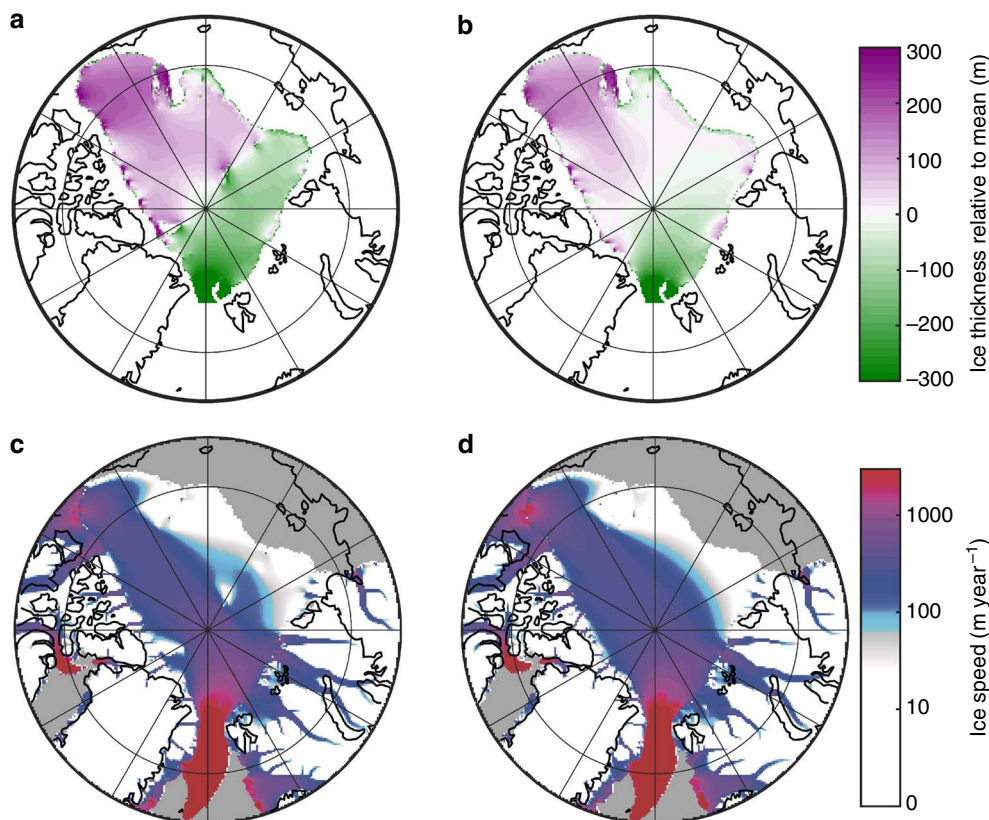 a
b
300
200
100
0
−100
−200
−300
Ice thickness relative to mean (m)
c
d
1000
100
10
0
Ice speed (m year⁻¹)